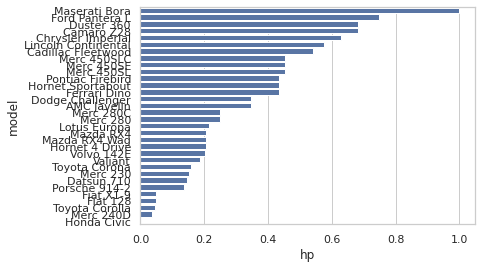 Maserati Bora
Ford Pantera L
Duster 360
Camaro Z28
Chrysler Imperial
Lincoln Continental
Cadillac Fleetwood
Merc 450SLC
Merc 450SE
Merc 450SL
Pontiac Firebird
Hornet Sportabout
Ferrari Dino
Dodge Challenger
AMC Javelin
Merc 280C
Merc 280
Lotus Europa
Mazda RX4
Mazda RX4 Wag
Hornet 4 Drive
Volvo 142E
Valiant
Toyota Corona
Merc 230
Datsun 710
Porsche 914-2
Fiat X1-9
Fiat 128
Toyota Corolla
Merc 240D
Honda Civic
model
0.0 0.2 0.4 0.6 0.8 1.0
hp